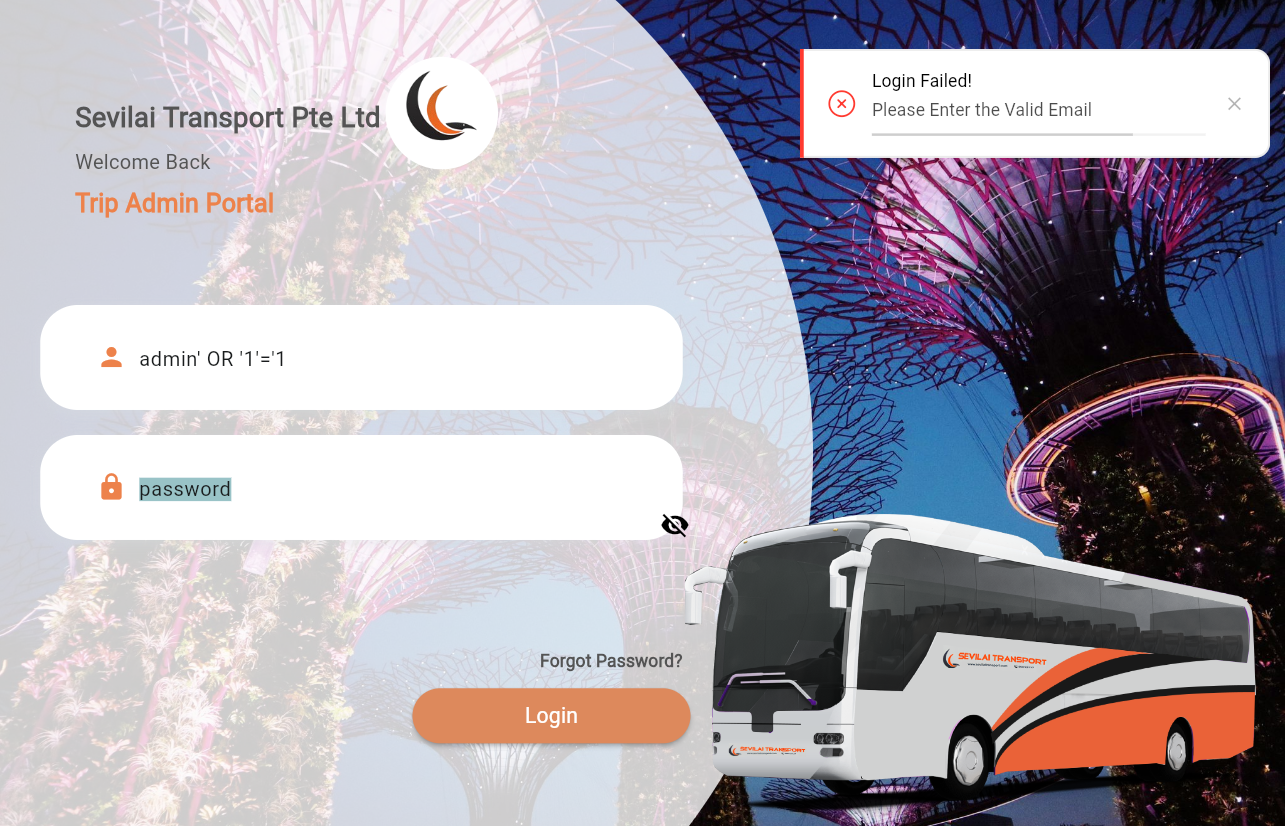 Sevilai Transport Pte Ltd
Welcome Back
Trip Admin Portal
Login Failed!
Please Enter the Valid Email
admin' OR '1'='1
password
Forgot Password?
Login
SEVILAI TRANSPORT
SEVILAI TRANSPORT